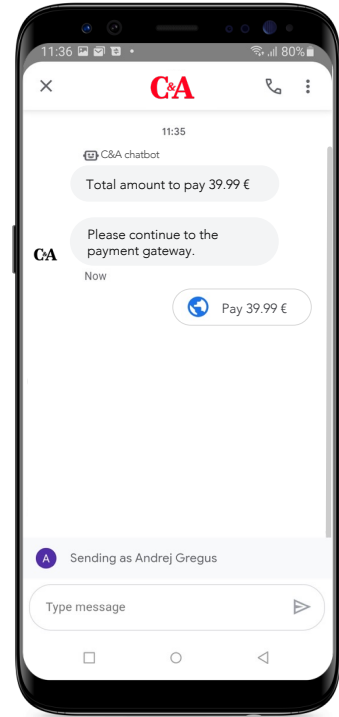 11:36
80%
C&A
11:35
C&A chatbot
Total amount to pay 39.99 €
Please continue to the
payment gateway.
C&A
Now
Pay 39.99 €
A Sending as Andrej Gregus
Type message